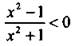 (x² − 1)/(x² + 1) < 0